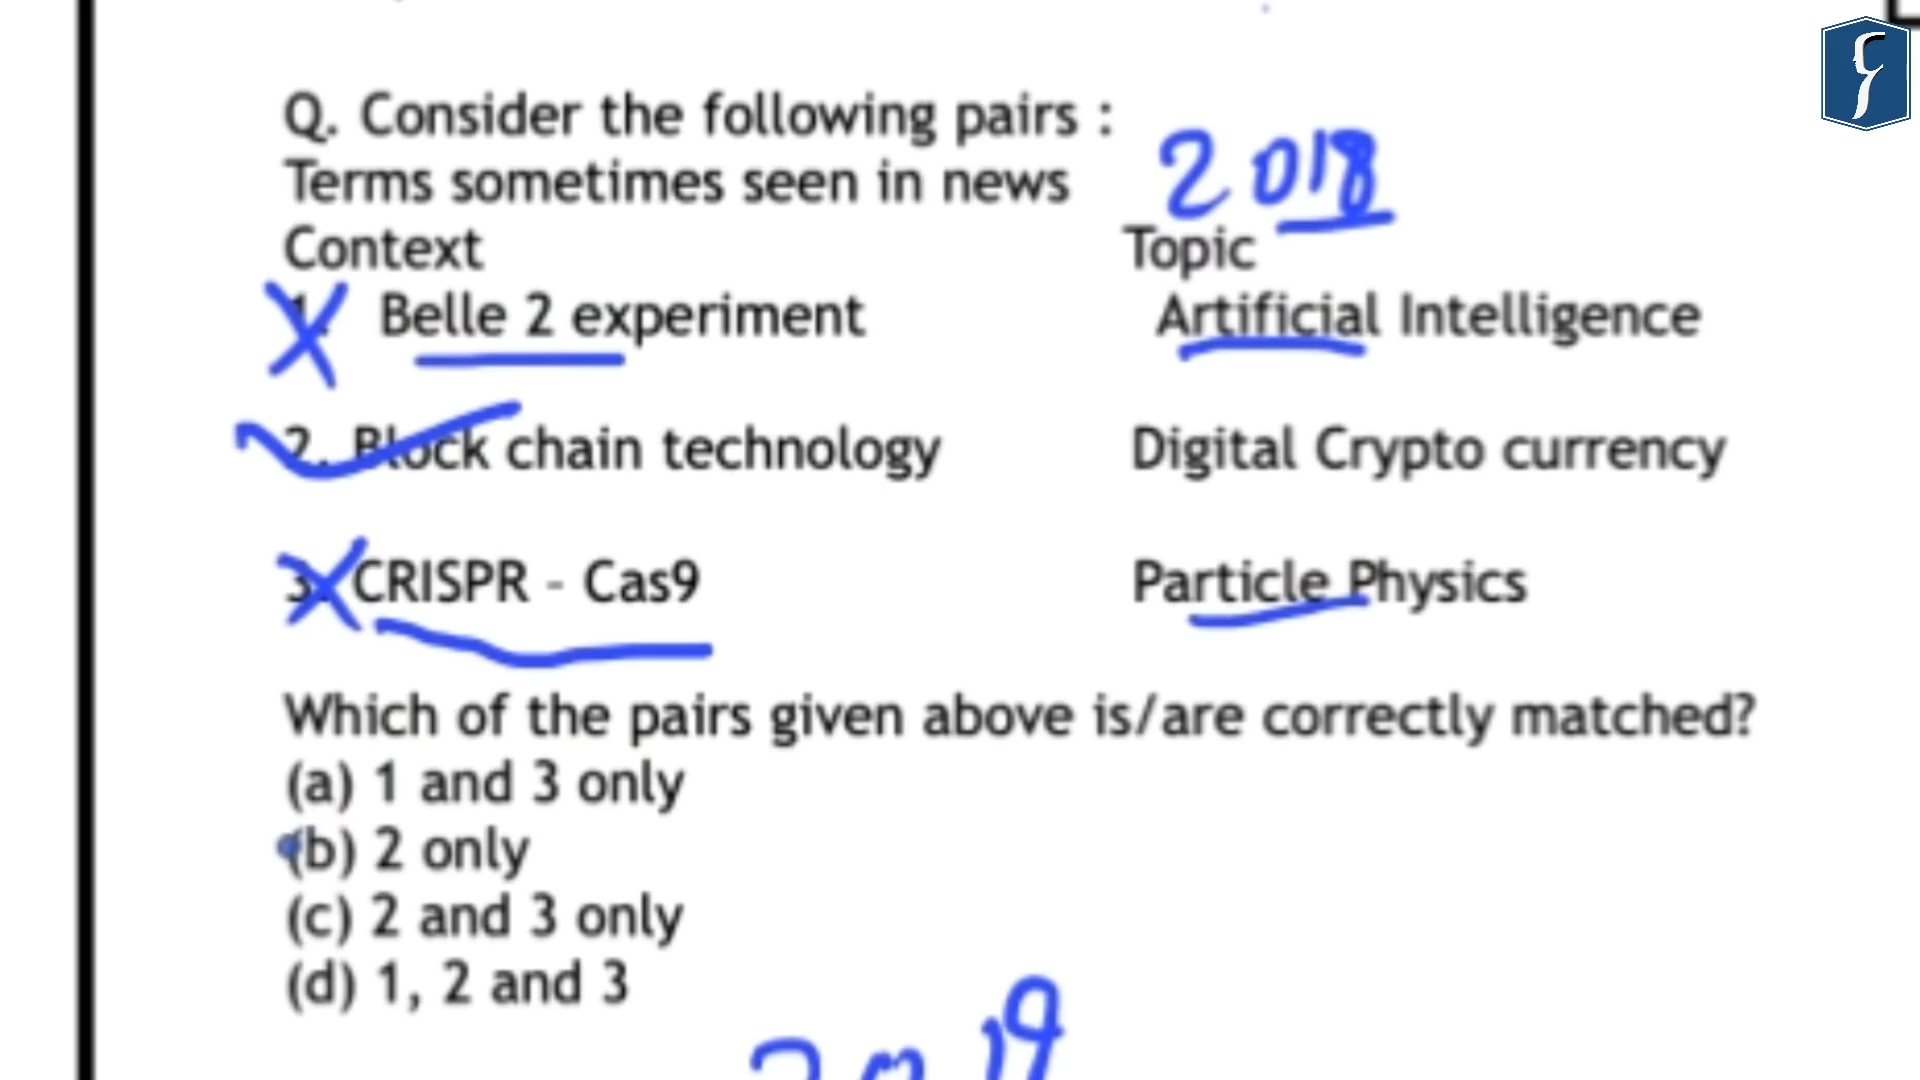 Q. Consider the following pairs :
Terms sometimes seen in news 2018
Context Topic
1. Belle 2 experiment Artificial Intelligence
2. Block chain technology Digital Crypto currency
3. CRISPR - Cas9 Particle Physics
Which of the pairs given above is/are correctly matched?
(a) 1 and 3 only
(b) 2 only
(c) 2 and 3 only
(d) 1, 2 and 3
2019